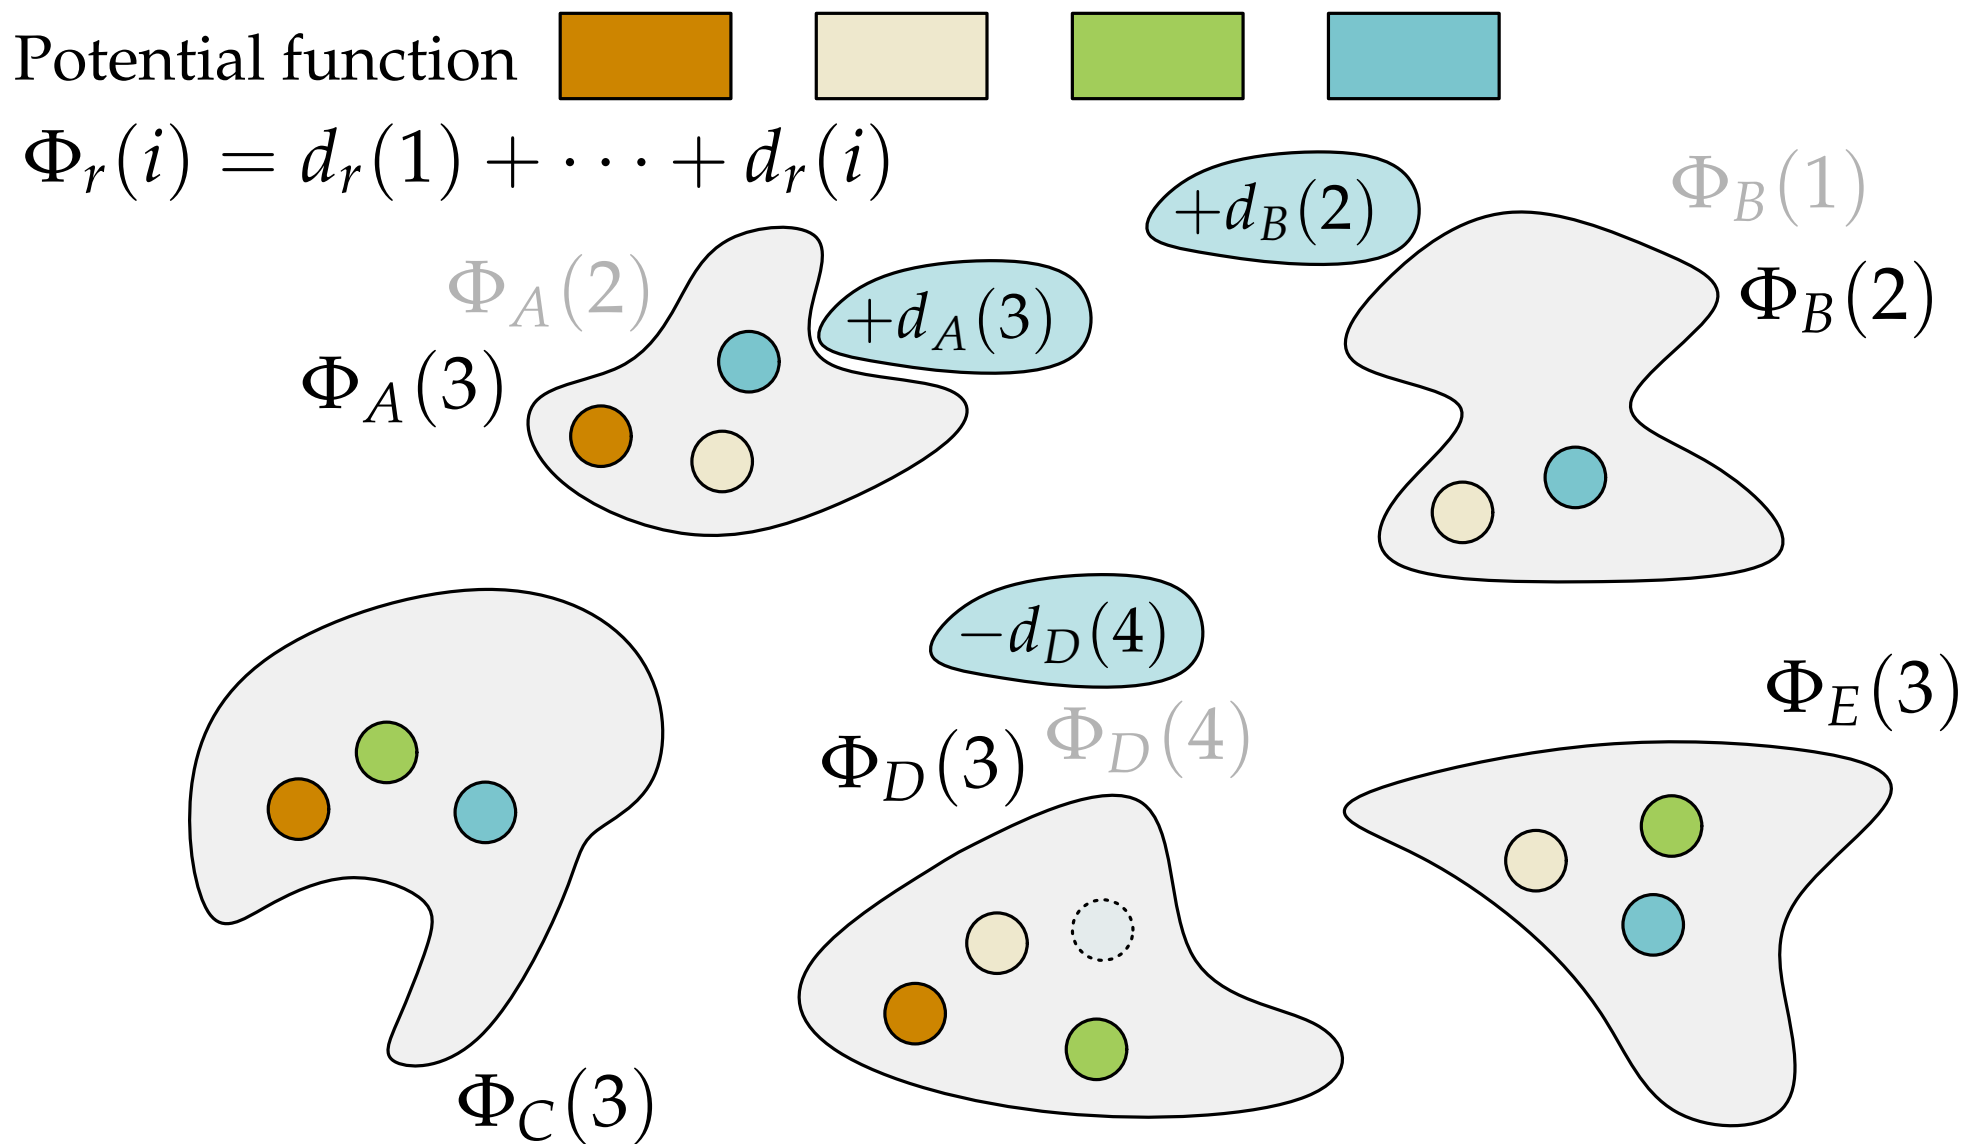 Potential function
Φ_r(i) = d_r(1) + · · · + d_r(i)
+d_B(2)
Φ_B(1)
Φ_B(2)
Φ_A(2)
+d_A(3)
Φ_A(3)
−d_D(4)
Φ_D(3) Φ_D(4)
Φ_E(3)
Φ_C(3)